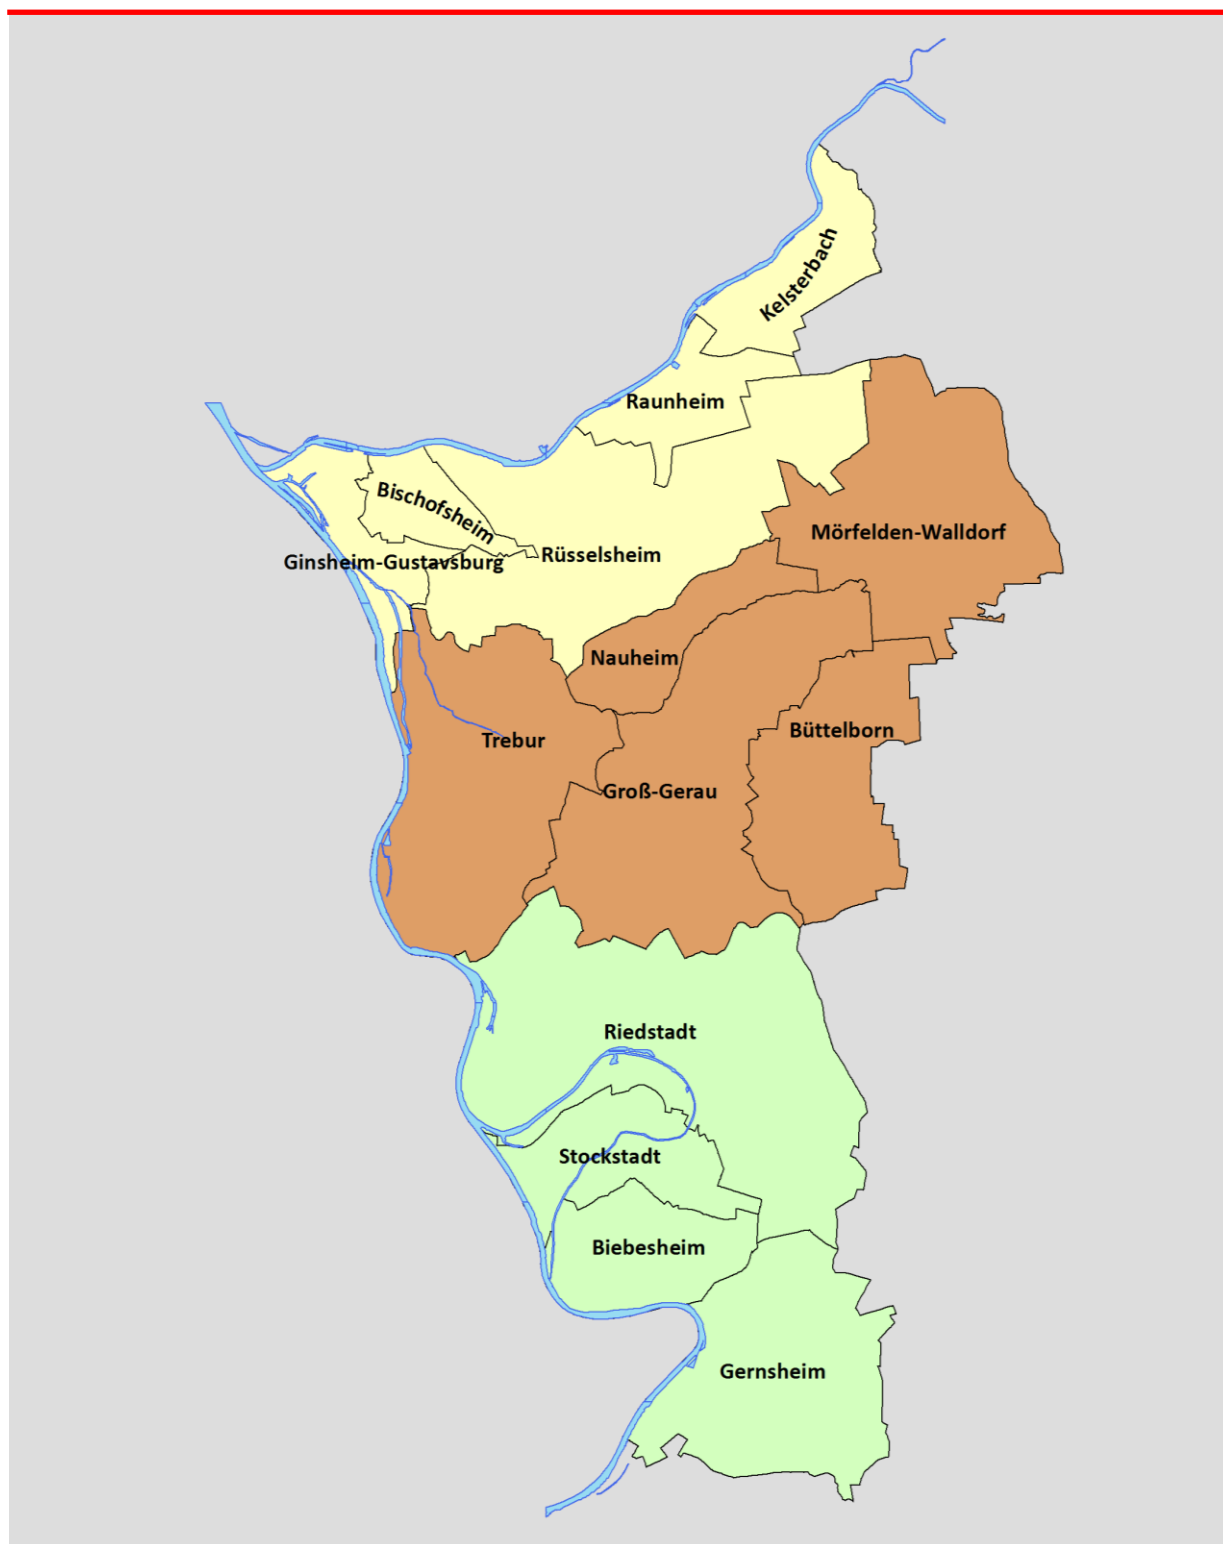 Kelsterbach
Raunheim
Bischofsheim
Mörfelden-Walldorf
Ginsheim-Gustavsburg
Rüsselsheim
Nauheim
Büttelborn
Trebur
Groß-Gerau
Riedstadt
Stockstadt
Biebesheim
Gernsheim